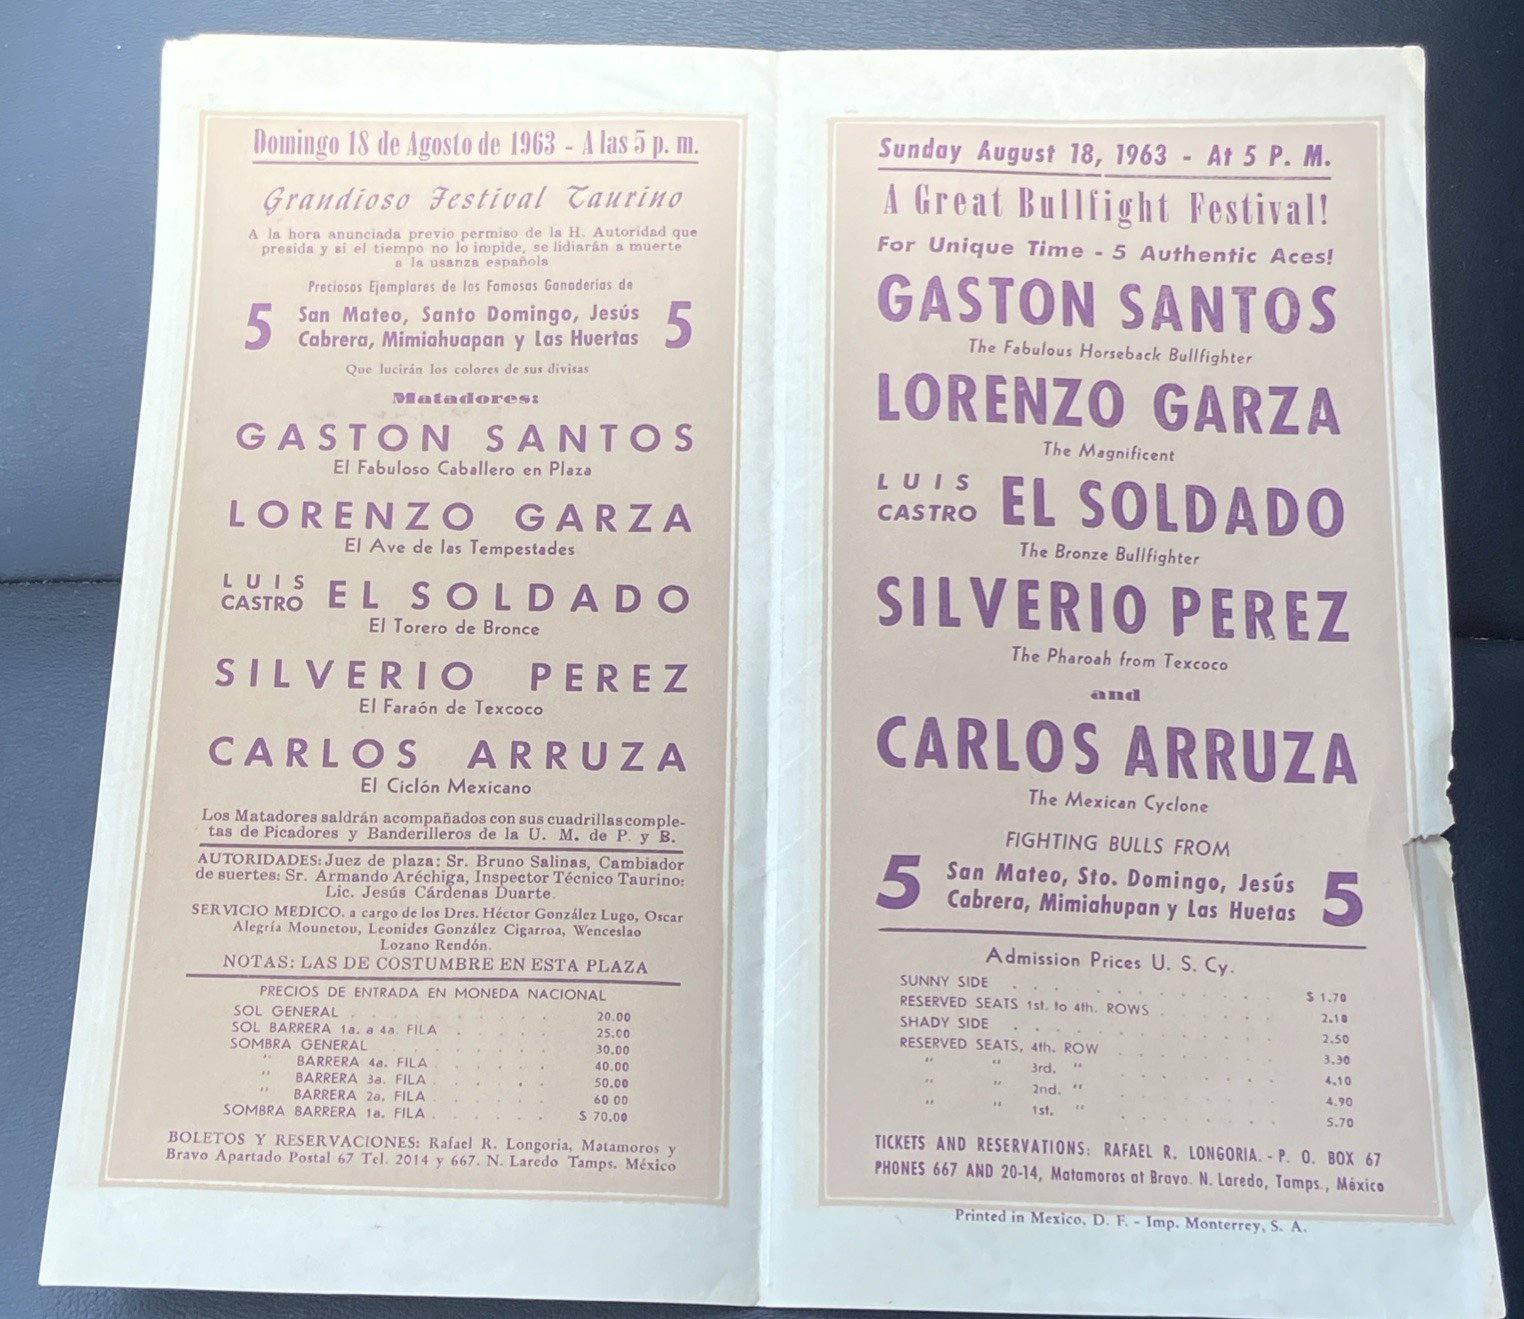 Domingo 18 de Agosto de 1963 - A las 5 p. m.
Grandioso Festival Taurino
A la hora anunciada previo permiso de la H. Autoridad que
presida y si el tiempo no lo impide, se lidiarán a muerte
a la usanza española
Preciosos Ejemplares de las Famosas Ganaderías de
5 San Mateo, Santo Domingo, Jesús 5
Cabrera, Mimiahuapan y Las Huertas
Que lucirán los colores de sus divisas
Matadores:
GASTON SANTOS
El Fabuloso Caballero en Plaza
LORENZO GARZA
El Ave de las Tempestades
LUIS CASTRO EL SOLDADO
El Torero de Bronce
SILVERIO PEREZ
El Faraón de Texcoco
CARLOS ARRUZA
El Ciclón Mexicano
Los Matadores saldrán acompañados con sus cuadrillas comple-
tas de Picadores y Banderilleros de la U. M. de P. y B.
AUTORIDADES: Juez de plaza: Sr. Bruno Salinas, Cambiador
de suertes: Sr. Armando Aréchiga, Inspector Técnico Taurino:
Lic. Jesús Cárdenas Duarte.
SERVICIO MEDICO. a cargo de los Dres. Héctor González Lugo, Oscar
Alegría Mounetou, Leonides González Cigarroa, Wenceslao
Lozano Rendón.
NOTAS: LAS DE COSTUMBRE EN ESTA PLAZA
PRECIOS DE ENTRADA EN MONEDA NACIONAL
SOL GENERAL . . . . . . . 20.00
SOL BARRERA 1a. a 4a. FILA . . . . 25.00
SOMBRA GENERAL . . . . . . 30.00
" BARRERA 4a. FILA . . . . 40.00
" BARRERA 3a. FILA . . . . 50.00
" BARRERA 2a. FILA . . . . 60 00
SOMBRA BARRERA 1a. FILA . . . . $ 70.00
BOLETOS Y RESERVACIONES: Rafael R. Longoria, Matamoros y
Bravo Apartado Postal 67 Tel. 2014 y 667. N. Laredo Tamps. México
Sunday August 18, 1963 - At 5 P. M.
A Great Bullfight Festival!
For Unique Time - 5 Authentic Aces!
GASTON SANTOS
The Fabulous Horseback Bullfighter
LORENZO GARZA
The Magnificent
LUIS CASTRO EL SOLDADO
The Bronze Bullfighter
SILVERIO PEREZ
The Pharoah from Texcoco
and
CARLOS ARRUZA
The Mexican Cyclone
FIGHTING BULLS FROM
5 San Mateo, Sto. Domingo, Jesús 5
Cabrera, Mimiahupan y Las Huetas
Admission Prices U. S. Cy.
SUNNY SIDE . . . . . . . . $ 1.70
RESERVED SEATS 1st. to 4th. ROWS . . . . 2.10
SHADY SIDE . . . . . . . . 2.50
RESERVED SEATS, 4th. ROW . . . . 3.30
" " 3rd. " . . . . 4.10
" " 2nd. " . . . . 4.90
" " 1st. " . . . . 5.70
TICKETS AND RESERVATIONS: RAFAEL R. LONGORIA. - P. O. BOX 67
PHONES 667 AND 20-14, Matamoros at Bravo. N. Laredo, Tamps., México
Printed in Mexico, D. F. - Imp. Monterrey, S. A.